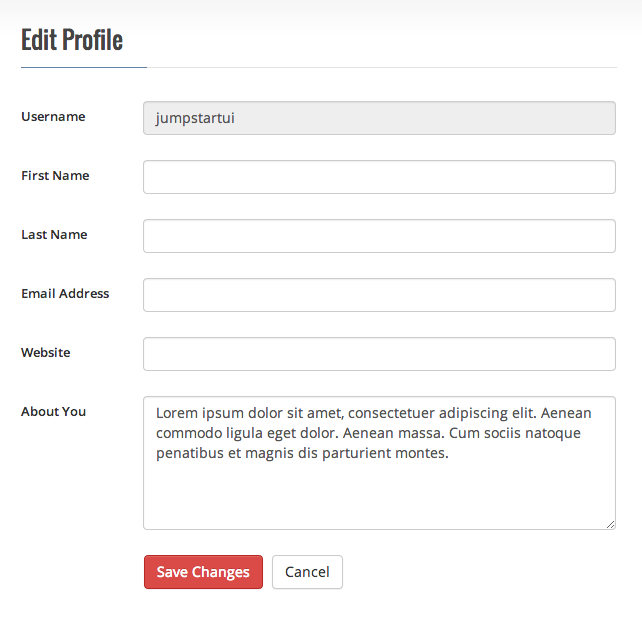 Edit Profile
Username
jumpstartui
First Name
Last Name
Email Address
Website
About You
Lorem ipsum dolor sit amet, consectetuer adipiscing elit. Aenean
commodo ligula eget dolor. Aenean massa. Cum sociis natoque
penatibus et magnis dis parturient montes.
Save Changes
Cancel